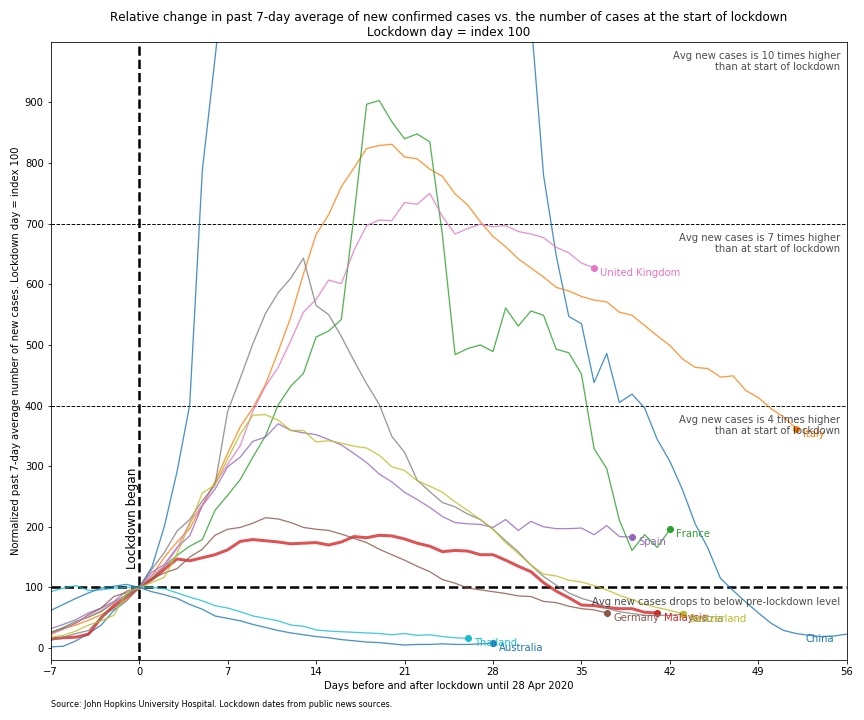 Relative change in past 7-day average of new confirmed cases vs. the number of cases at the start of lockdown
Lockdown day = index 100
Normalized past 7-day average number of new cases. Lockdown day = index 100
900
800
700
600
500
400
300
200
100
0
Avg new cases is 10 times higher
than at start of lockdown
Avg new cases is 7 times higher
than at start of lockdown
Avg new cases is 4 times higher
than at start of lockdown
Avg new cases drops to below pre-lockdown level
Lockdown began
United Kingdom
Italy
France
Spain
Germany
Malaysia
Switzerland
Austria
Thailand
Australia
China
−7
0
7
14
21
28
35
42
49
56
Days before and after lockdown until 28 Apr 2020
Source: John Hopkins University Hospital. Lockdown dates from public news sources.